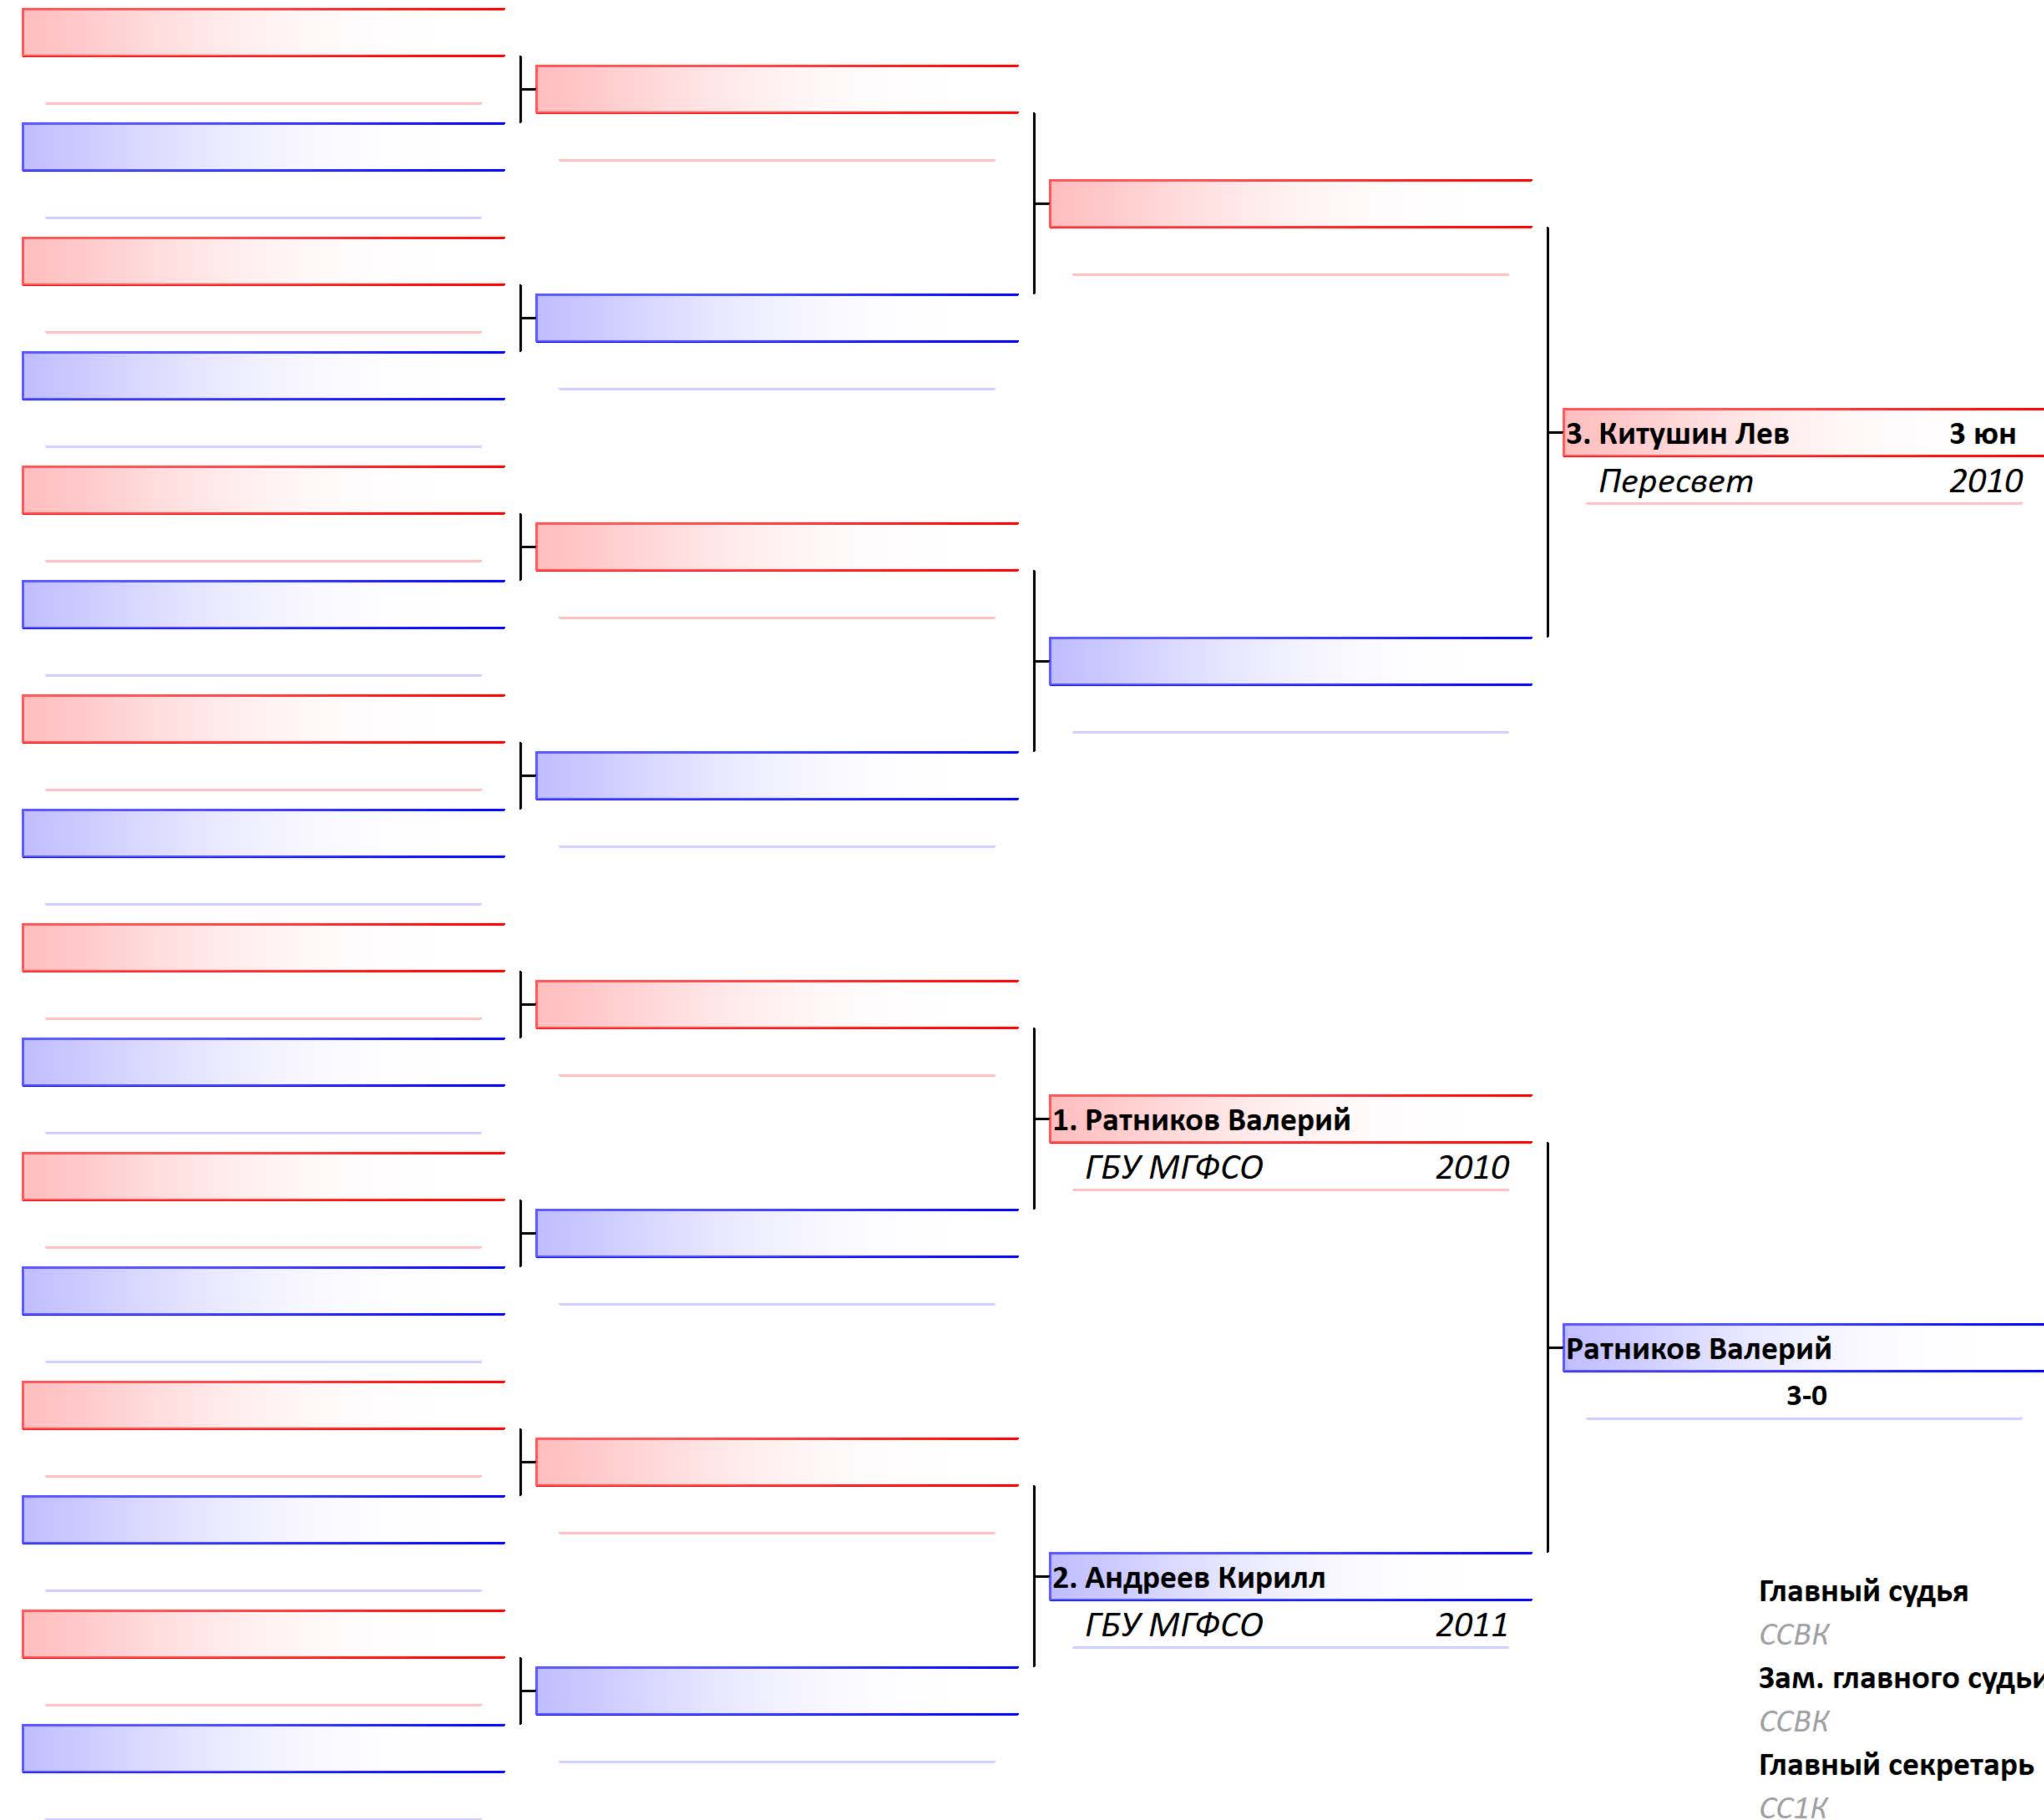 3. Китушин Лев 3 юн
Пересвет 2010
1. Ратников Валерий
ГБУ МГФСО 2010
Ратников Валерий
3-0
2. Андреев Кирилл
ГБУ МГФСО 2011
Главный судья
ССВК
Зам. главного судьи
ССВК
Главный секретарь
СС1К